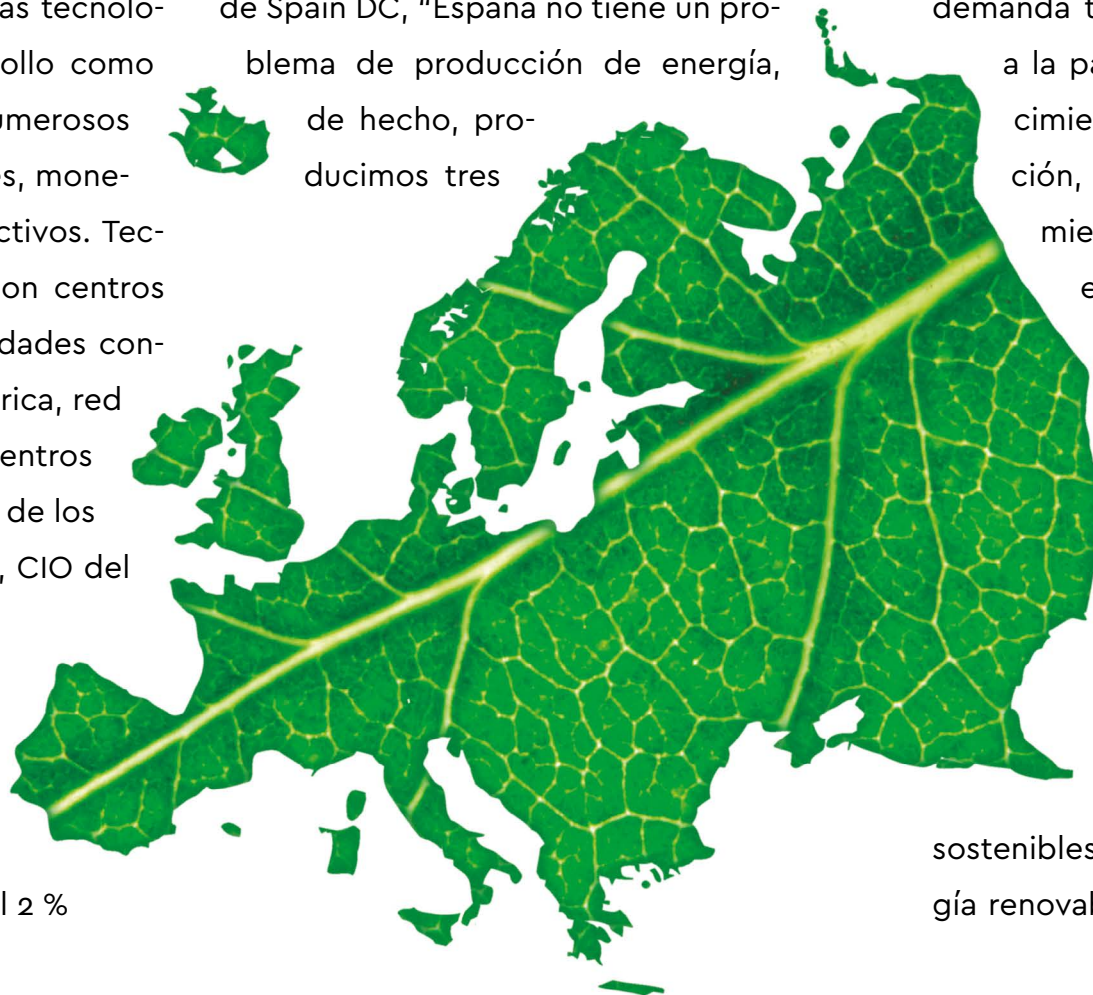 as tecnolo-
ollo como
umerosos
s, mone-
ctivos. Tec-
on centros
dades con-
rica, red
entros
de los
, CIO del
l 2 %
de Spain DC, “España no tiene un pro-
blema de producción de energía,
de hecho, pro-
ducimos tres
demanda t
a la pa
cimie
ción,
mie
e
sostenibles
gía renoval